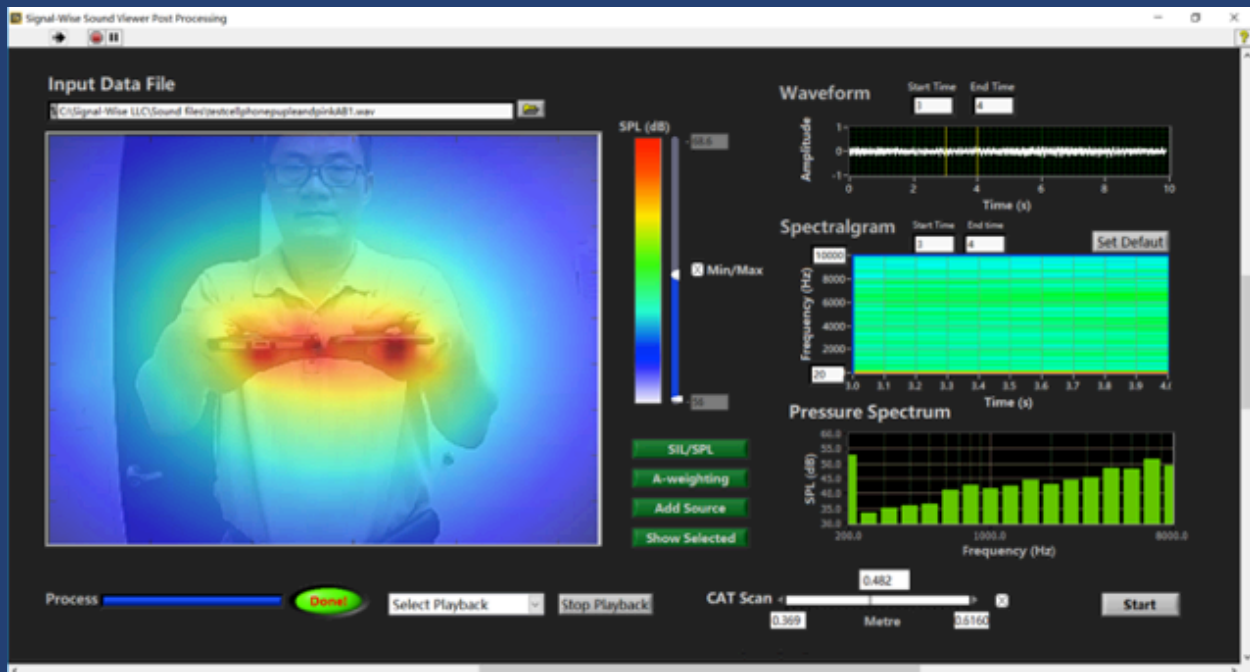 Signal-Wise Sound Viewer Post Processing
Input Data File
C:\Signal-Wise LLC\Sound files\testcellphonepupleandpinkAB1.wav
SPL (dB)
68.6
Min/Max
56
SIL/SPL
A-weighting
Add Source
Show Selected
Process
Done!
Select Playback
Stop Playback
Waveform
Start Time End Time
3 4
Amplitude
1
0
-1
0 2 4 6 8 10
Time (s)
Spectralgram
Start Time End time
3 4
Set Defaut
Frequency (Hz)
10000
8000
6000
4000
2000
20
3.0 3.1 3.2 3.3 3.4 3.5 3.6 3.7 3.8 3.9
Time (s)
Pressure Spectrum
SPL (dB)
60.0
55.0
50.0
45.0
40.0
35.0
30.0
200.0 1000.0 8000.0
Frequency (Hz)
CAT Scan
0.482
0.369 Metre 0.6160
Start